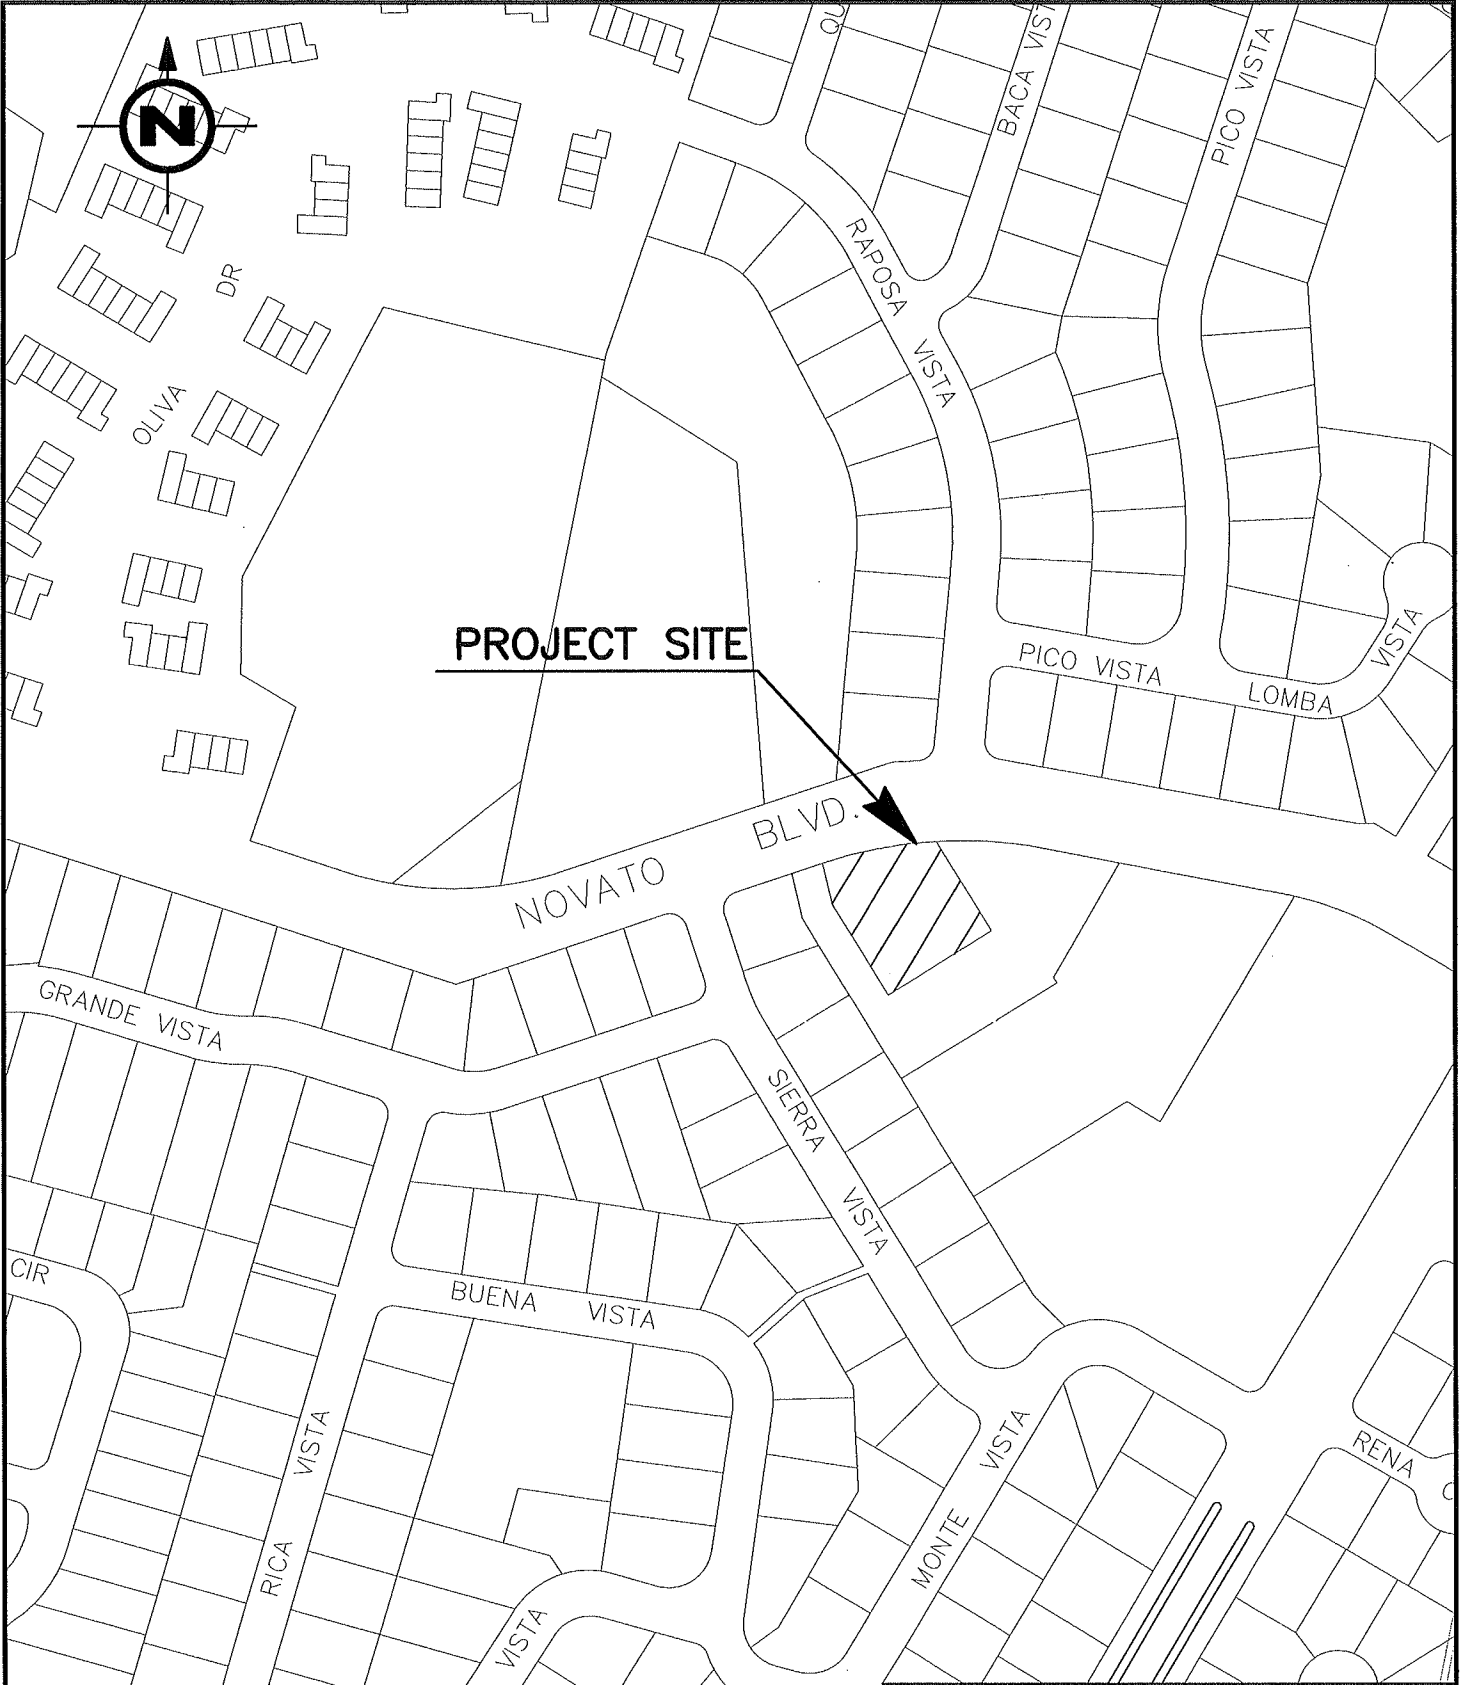 QU
BACA VIST
PICO VISTA
N
RAPOSA VISTA
DR
OLIVA
PROJECT SITE
PICO VISTA
LOMBA VISTA
NOVATO BLVD.
GRANDE VISTA
SIERRA VISTA
CIR
BUENA VISTA
RICA VISTA
MONTE VISTA
RENA C
VISTA